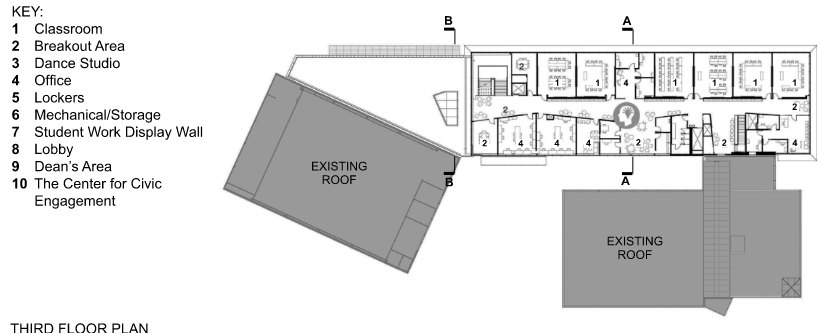 KEY:
1 Classroom
2 Breakout Area
3 Dance Studio
4 Office
5 Lockers
6 Mechanical/Storage
7 Student Work Display Wall
8 Lobby
9 Dean's Area
10 The Center for Civic
Engagement
B A
2 1 1 4 1 1 1 1
2 2
2 4 4 4 2 2 4
B A
EXISTING
ROOF
EXISTING
ROOF
THIRD FLOOR PLAN